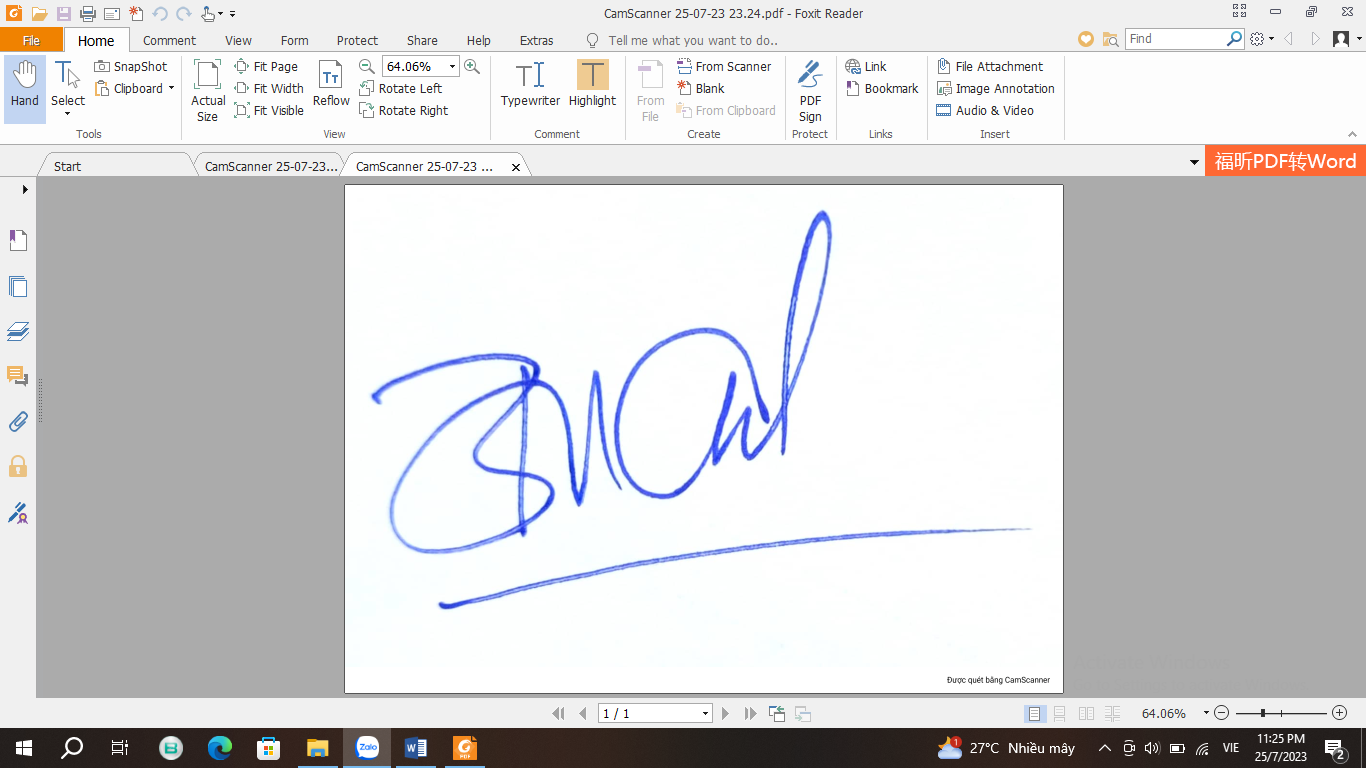 CamScanner 25-07-23 23.24.pdf - Foxit Reader
File Home Comment View Form Protect Share Help Extras Tell me what you want to do.. Find
Hand
Select
SnapShot
Clipboard
Tools
Actual Size
Fit Page
Fit Width
Fit Visible
Reflow
64.06%
Rotate Left
Rotate Right
View
Typewriter
Highlight
Comment
From File
From Scanner
Blank
From Clipboard
Create
PDF Sign
Protect
Link
Bookmark
Links
File Attachment
Image Annotation
Audio & Video
Insert
Start
CamScanner 25-07-23...
CamScanner 25-07-23 ...
福昕PDF转Word
Được quét bằng CamScanner
1 / 1
64.06%
Zalo
27°C Nhiều mây
VIE
11:25 PM
25/7/2023
2